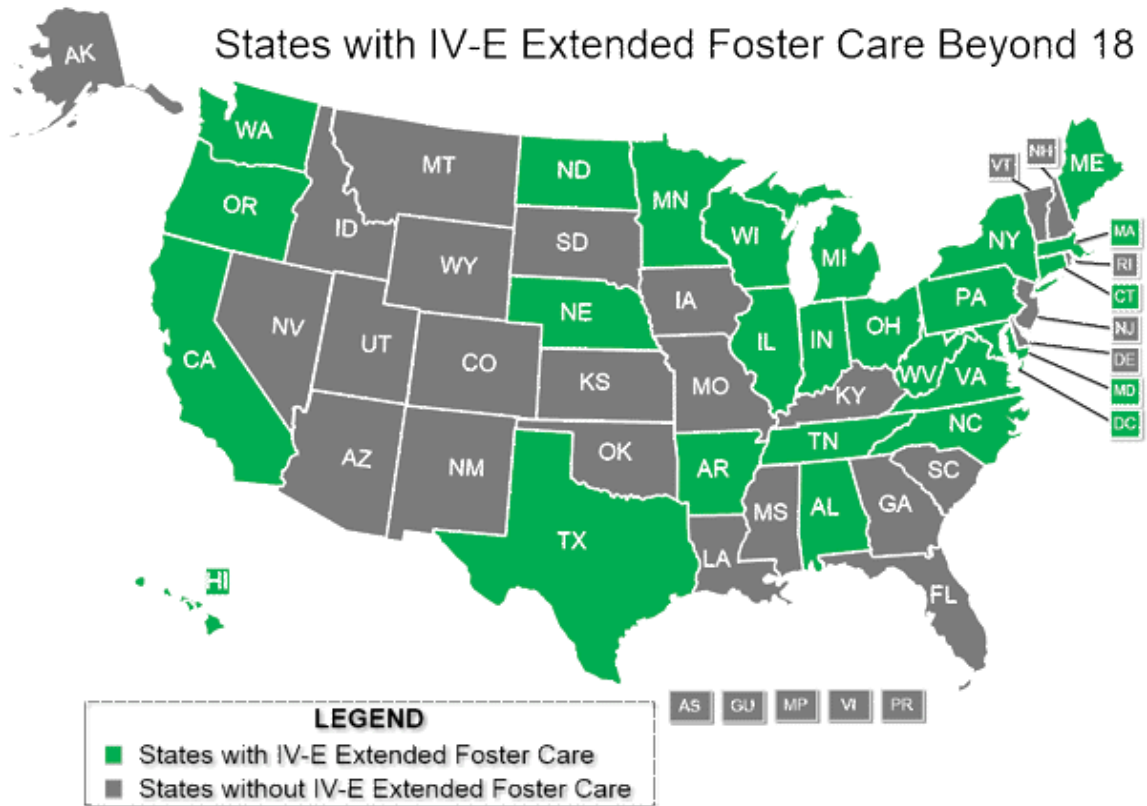 States with IV-E Extended Foster Care Beyond 18
AK
WA
MT
ND
MN
VT
NH
ME
OR
ID
SD
WI
MI
NY
MA
WY
RI
IA
PA
CT
NE
NV
UT
IL
IN
OH
NJ
CA
CO
WV
VA
DE
KS
MO
KY
MD
NC
DC
TN
AZ
NM
OK
AR
SC
MS
AL
GA
TX
LA
HI
FL
AS
GU
MP
VI
PR
LEGEND
States with IV-E Extended Foster Care
States without IV-E Extended Foster Care